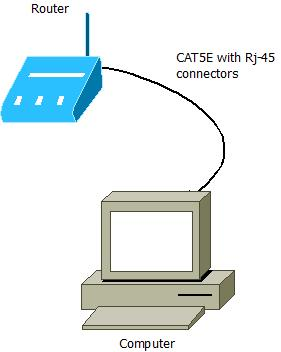 Router
CAT5E with Rj-45
connectors
Computer